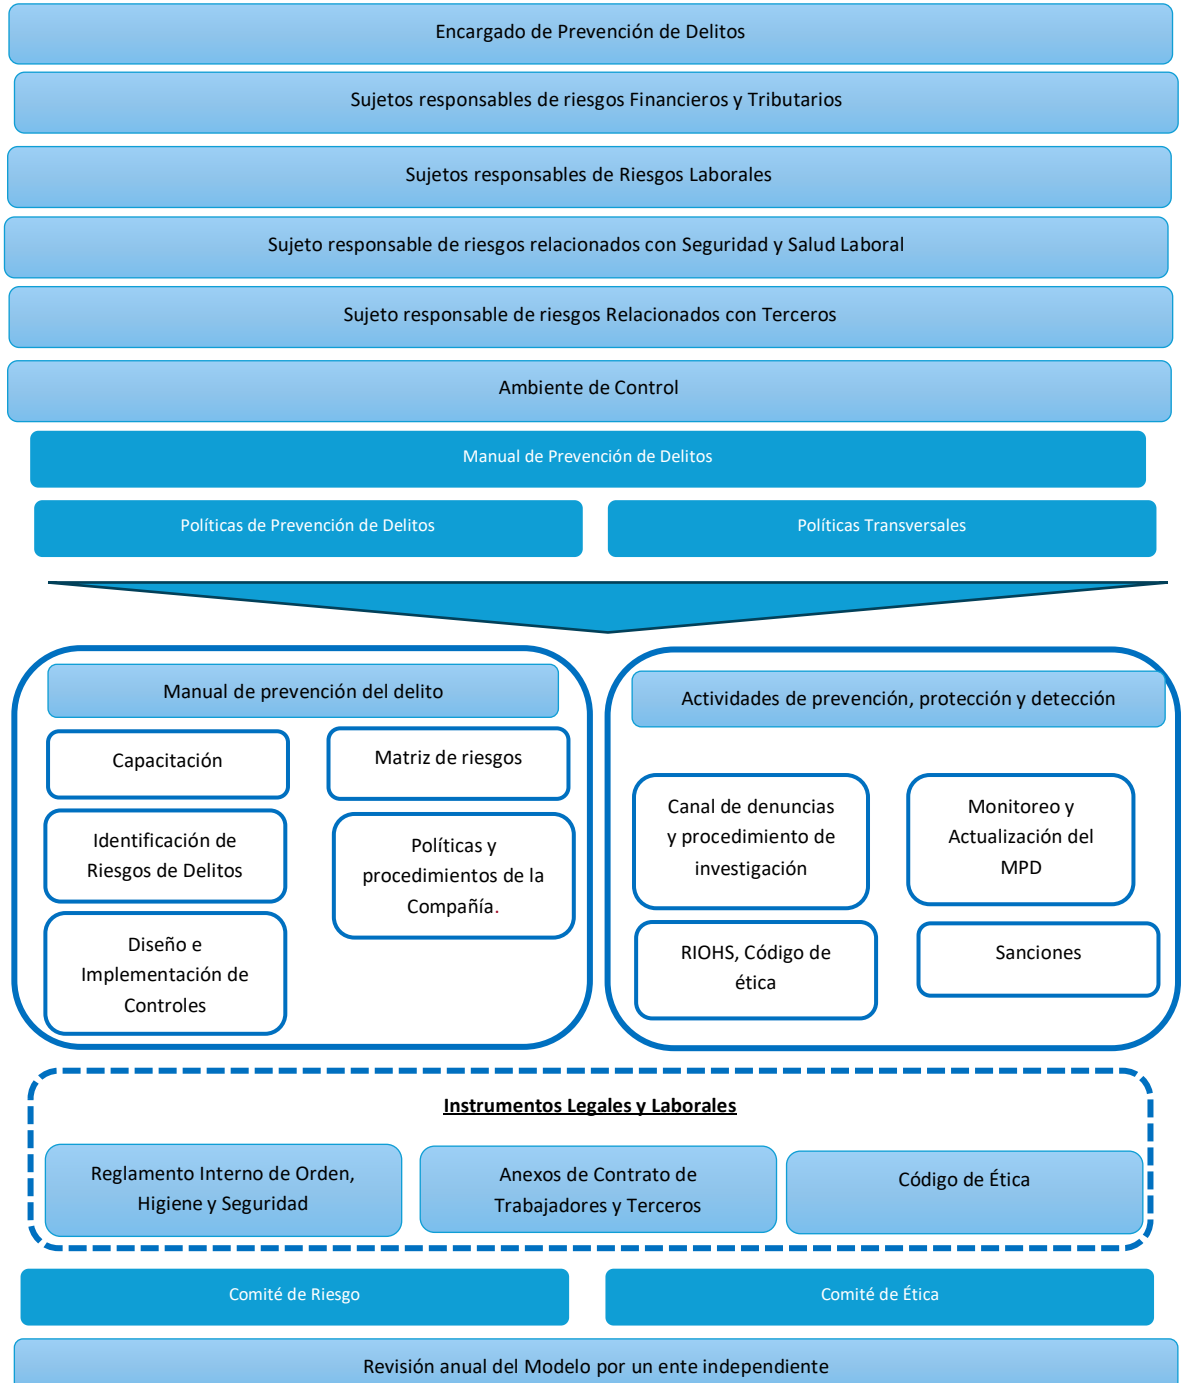 Encargado de Prevención de Delitos
Sujetos responsables de riesgos Financieros y Tributarios
Sujetos responsables de Riesgos Laborales
Sujeto responsable de riesgos relacionados con Seguridad y Salud Laboral
Sujeto responsable de riesgos Relacionados con Terceros
Ambiente de Control
Manual de Prevención de Delitos
Políticas de Prevención de Delitos
Políticas Transversales
Manual de prevención del delito
Capacitación
Matriz de riesgos
Identificación de
Riesgos de Delitos
Políticas y
procedimientos de la
Compañía.
Diseño e
Implementación de
Controles
Actividades de prevención, protección y detección
Canal de denuncias
y procedimiento de
investigación
Monitoreo y
Actualización del
MPD
RIOHS, Código de
ética
Sanciones
Instrumentos Legales y Laborales
Reglamento Interno de Orden,
Higiene y Seguridad
Anexos de Contrato de
Trabajadores y Terceros
Código de Ética
Comité de Riesgo
Comité de Ética
Revisión anual del Modelo por un ente independiente